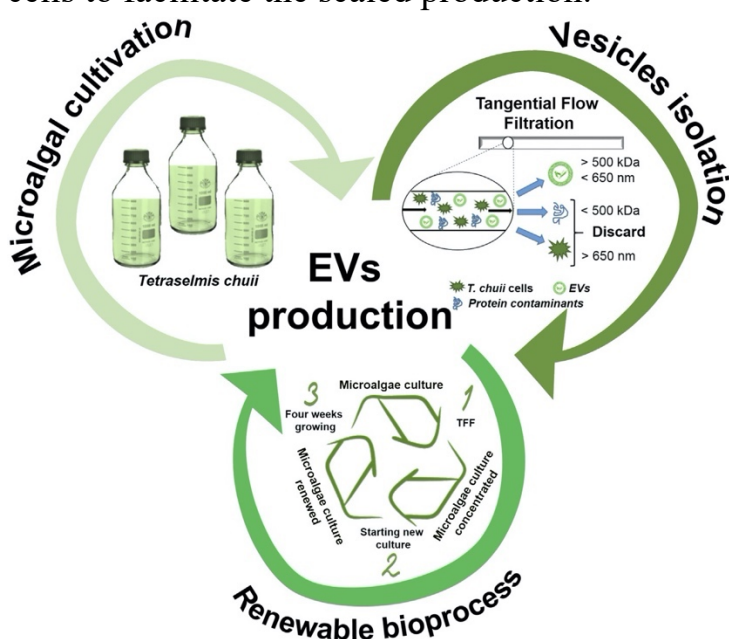 cells to facilitate the scaled production.
Microalgal cultivation
Tetraselmis chuii
Vesicles isolation
Tangential Flow
Filtration
> 500 kDa
< 650 nm
< 500 kDa
Discard
> 650 nm
T. chuii cells
EVs
Protein contaminants
EVs
production
Microalgae culture
1
TFF
Microalgae culture
concentrated
Starting new
culture
2
Microalgae culture
renewed
3
Four weeks
growing
Renewable bioprocess